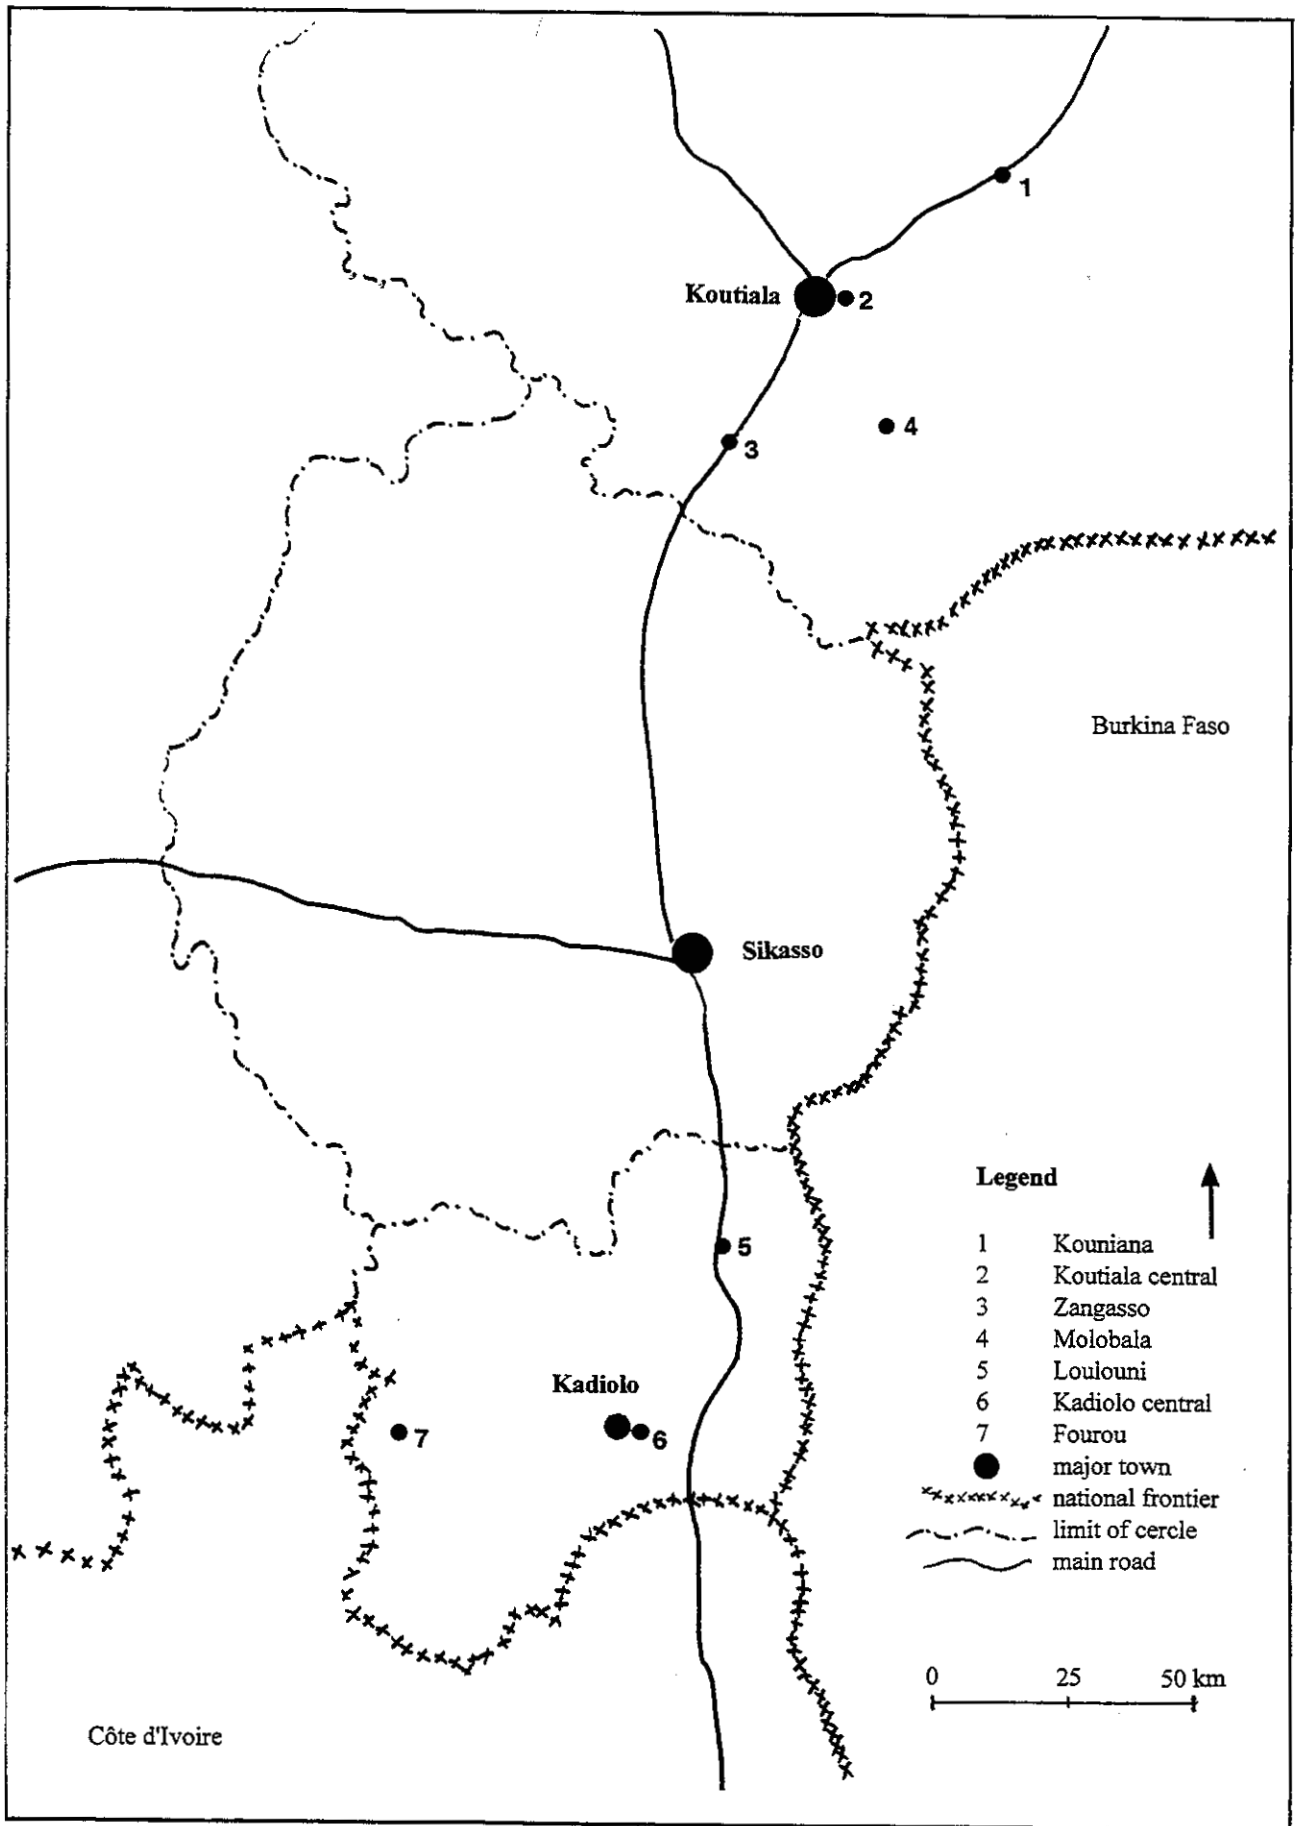 1
Koutiala
2
4
3
Burkina Faso
Sikasso
Legend
1 Kouniana
2 Koutiala central
3 Zangasso
4 Molobala
5 Loulouni
6 Kadiolo central
7 Fourou
major town
national frontier
limit of cercle
main road
5
Kadiolo
7
6
0 25 50 km
Côte d'Ivoire